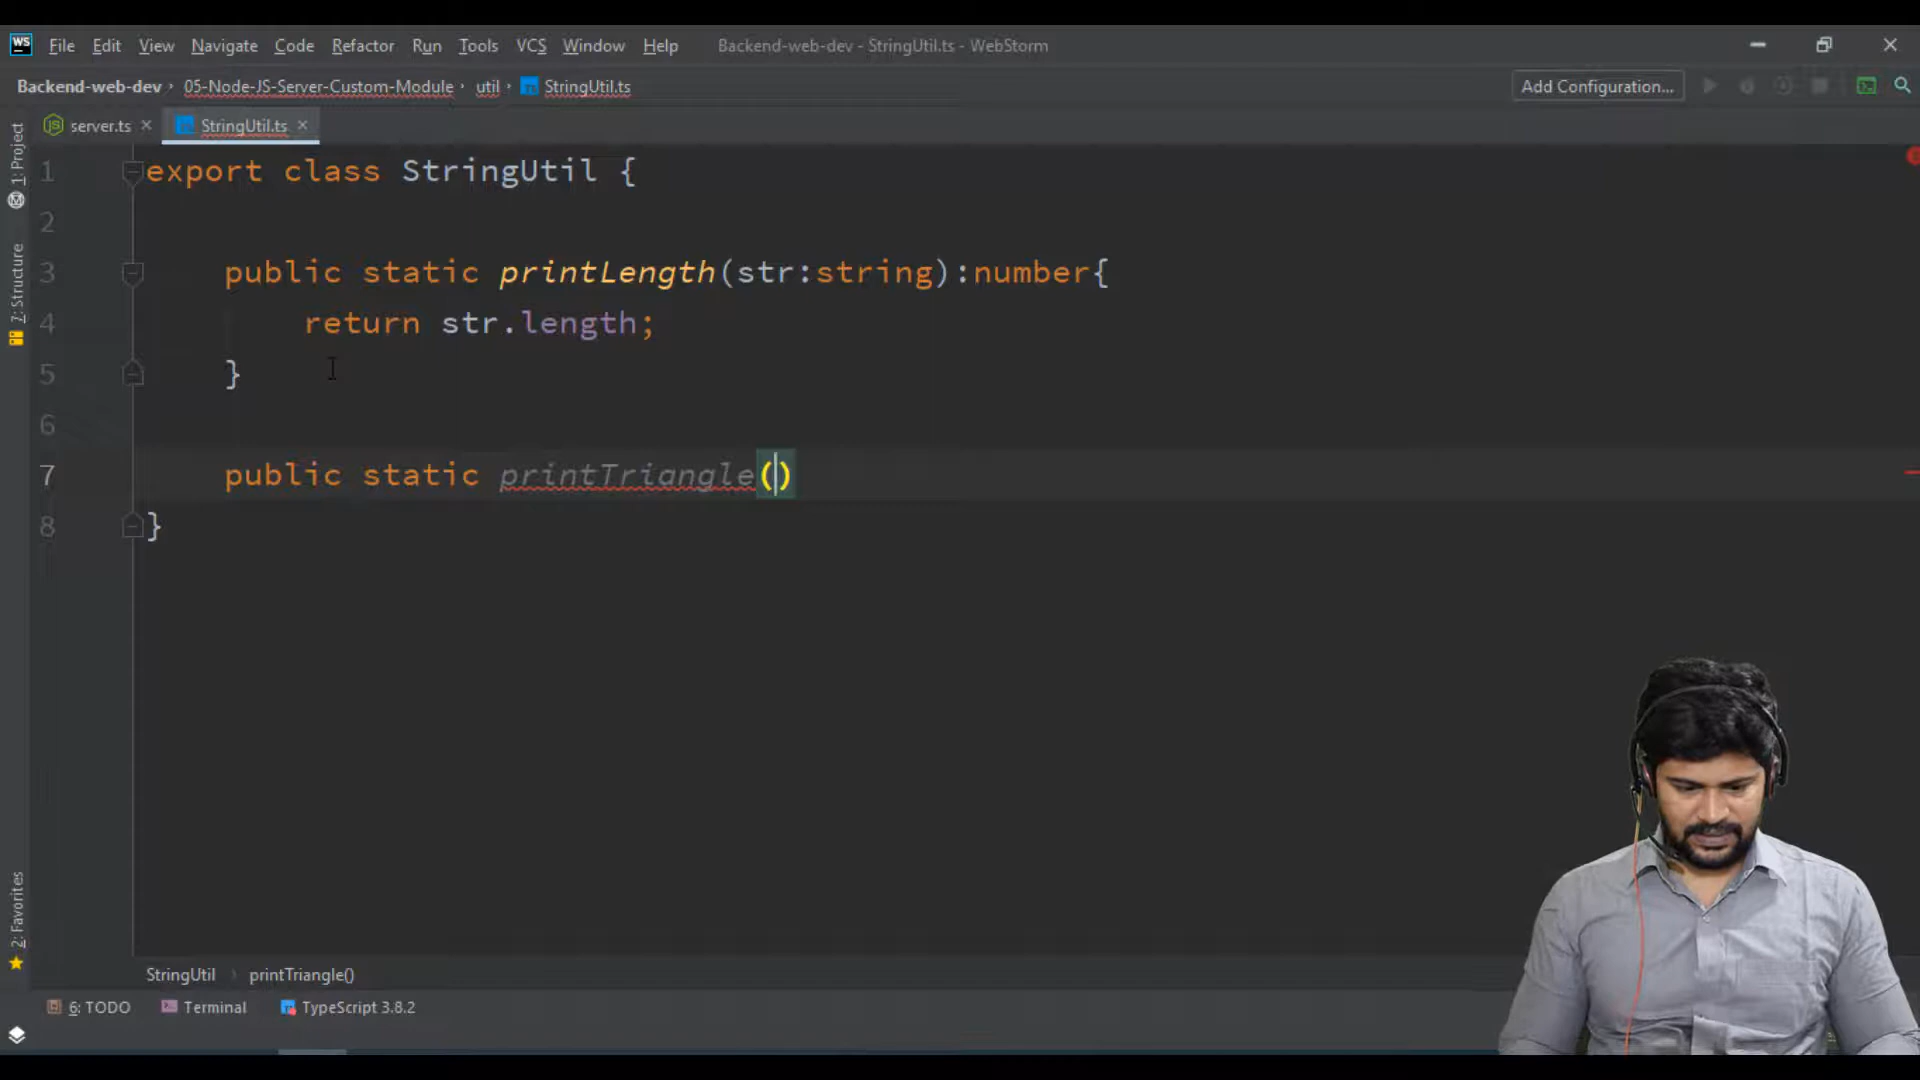 WS File Edit View Navigate Code Refactor Run Tools VCS Window Help Backend-web-dev - StringUtil.ts - WebStorm
Backend-web-dev › 05-Node-JS-Server-Custom-Module › util › StringUtil.ts Add Configuration...
JS server.ts × StringUtil.ts ×
1: Project
7: Structure
2: Favorites
1 export class StringUtil {
2
3 public static printLength(str:string):number{
4 return str.length;
5 }
6
7 public static printTriangle()
8 }
StringUtil › printTriangle()
6: TODO Terminal TypeScript 3.8.2